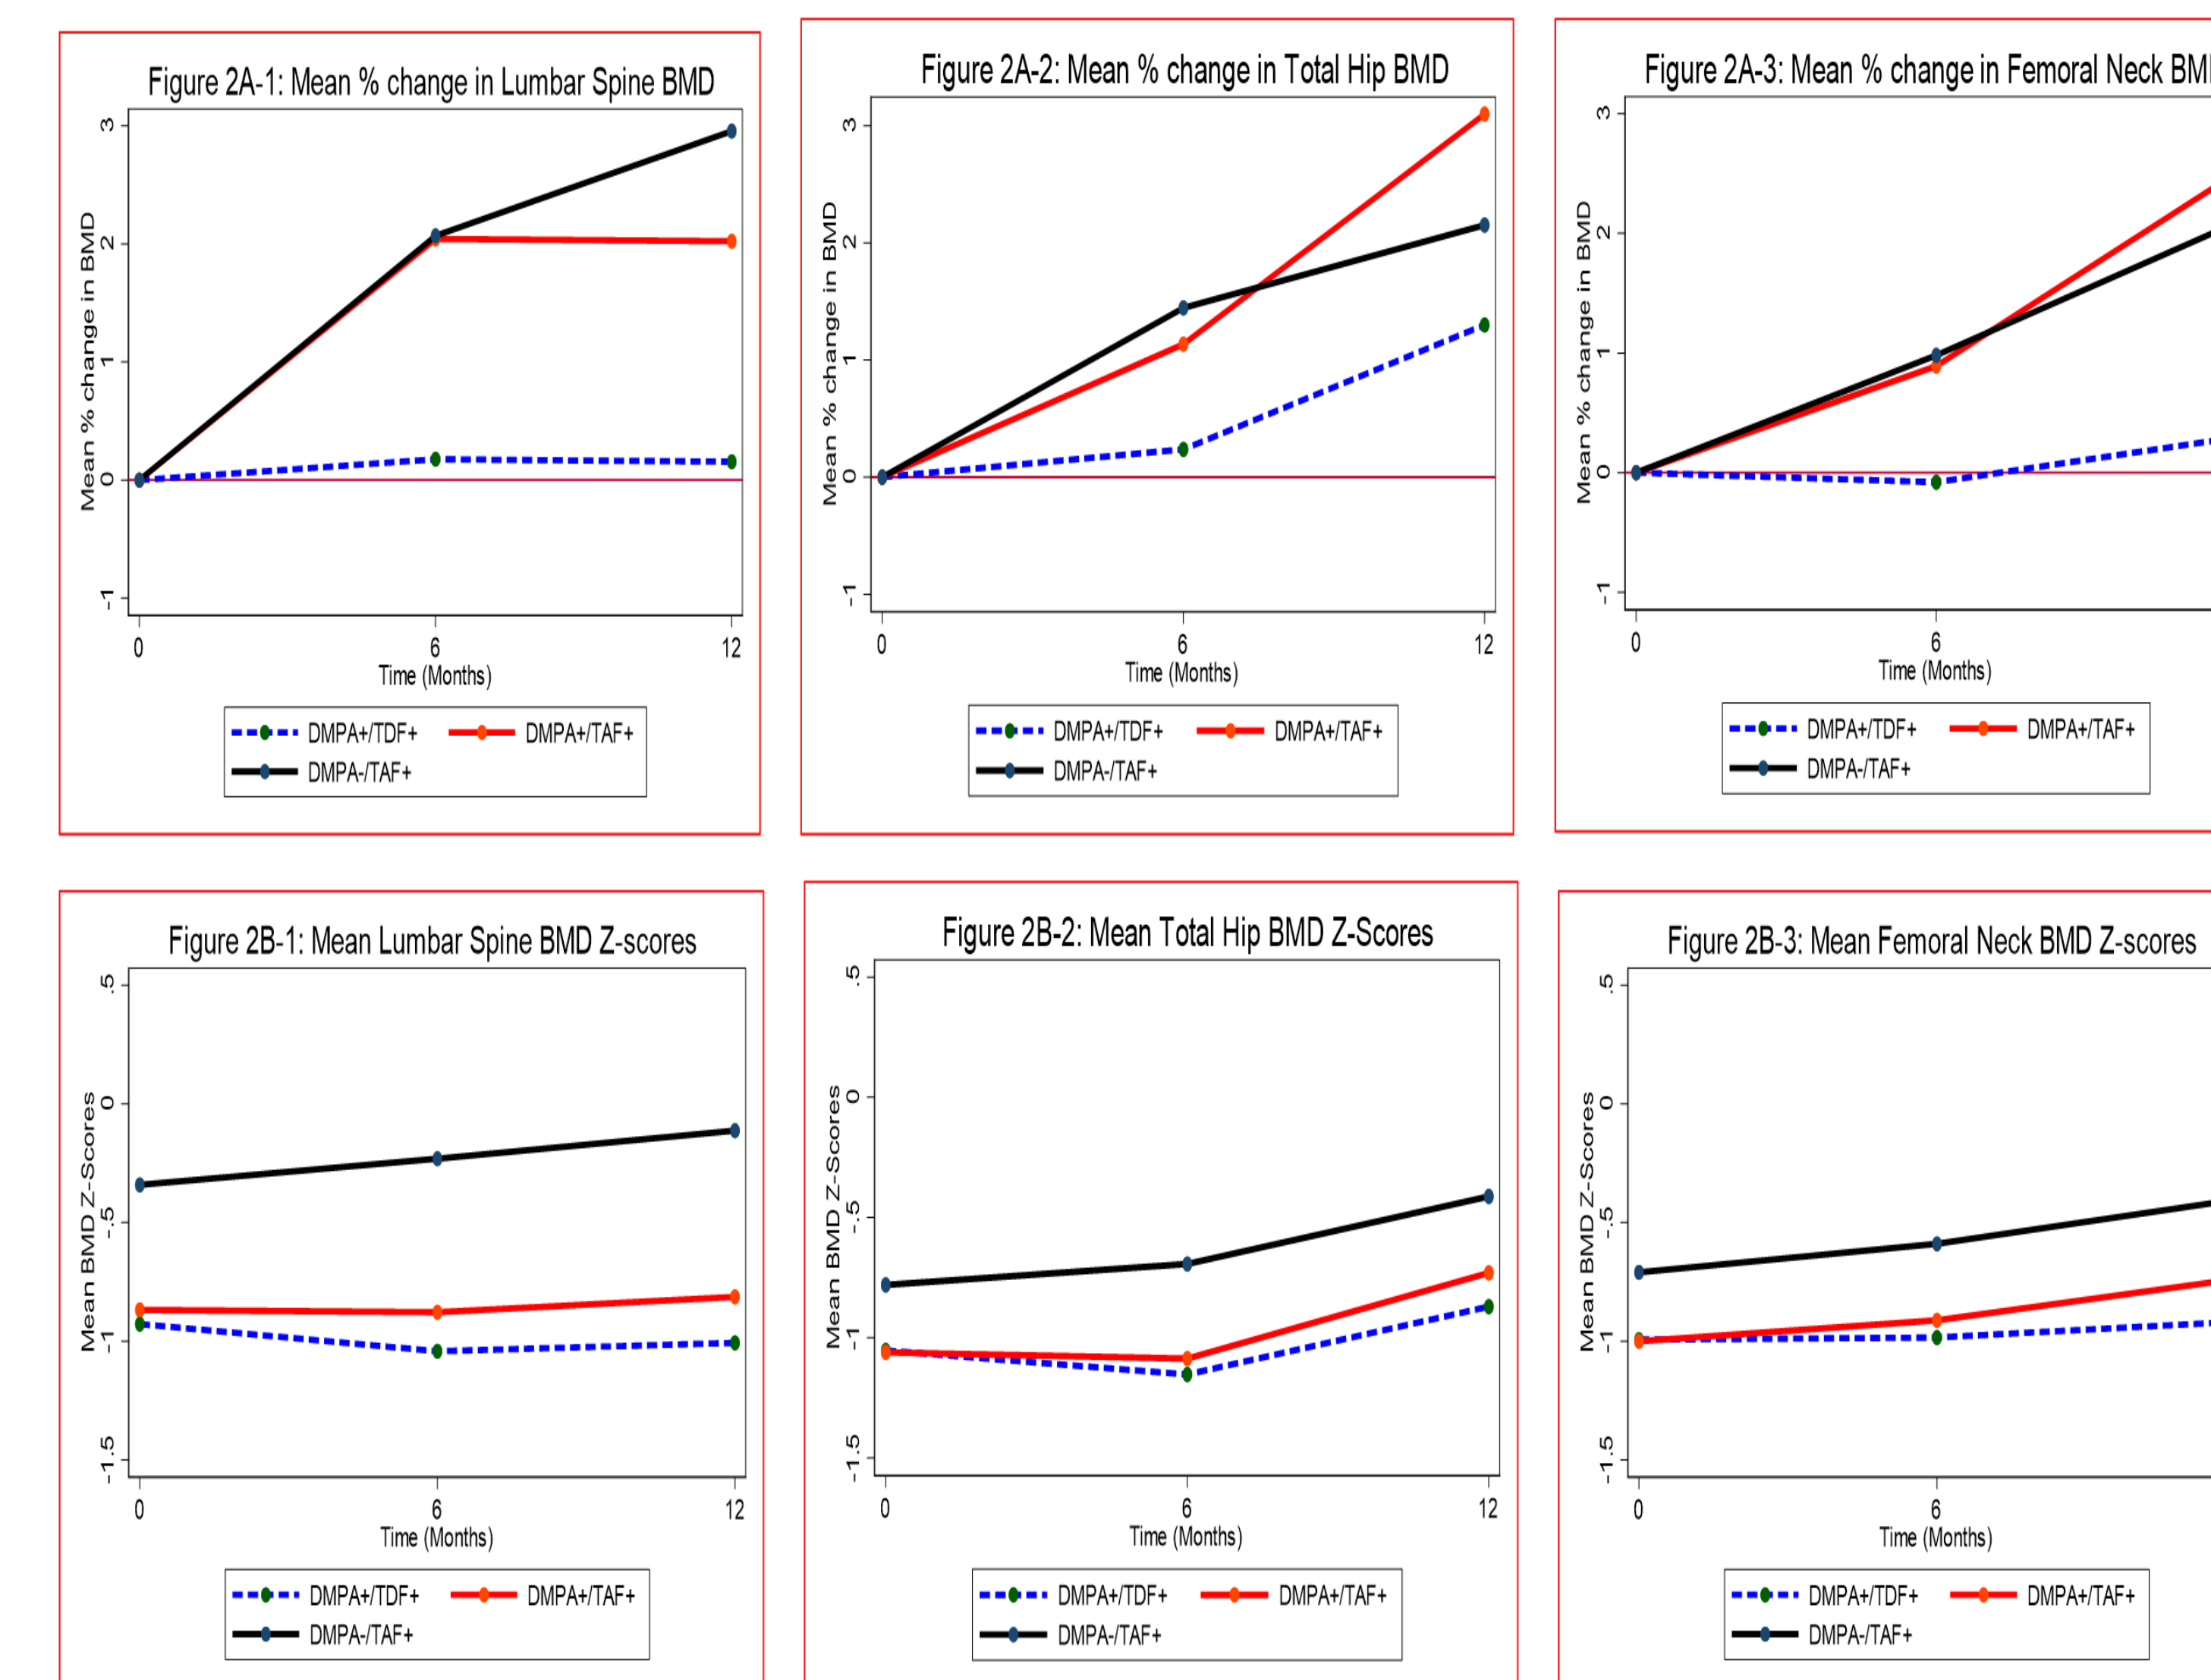 Figure 2A-1: Mean % change in Lumbar Spine BMD
Mean % change in BMD
3
2
1
0
-1
0 6 12
Time (Months)
DMPA+/TDF+ DMPA+/TAF+
DMPA-/TAF+
Figure 2A-2: Mean % change in Total Hip BMD
Mean % change in BMD
3
2
1
0
-1
0 6 12
Time (Months)
DMPA+/TDF+ DMPA+/TAF+
DMPA-/TAF+
Figure 2A-3: Mean % change in Femoral Neck BM
Mean % change in BMD
3
2
1
0
-1
0 6
Time (Months)
DMPA+/TDF+ DMPA+/TAF+
DMPA-/TAF+
Figure 2B-1: Mean Lumbar Spine BMD Z-scores
Mean BMD Z-Scores
.5
0
-.5
-1
-1.5
0 6 12
Time (Months)
DMPA+/TDF+ DMPA+/TAF+
DMPA-/TAF+
Figure 2B-2: Mean Total Hip BMD Z-Scores
Mean BMD Z-Scores
.5
0
-.5
-1
-1.5
0 6 12
Time (Months)
DMPA+/TDF+ DMPA+/TAF+
DMPA-/TAF+
Figure 2B-3: Mean Femoral Neck BMD Z-scores
Mean BMD Z-Scores
.5
0
-.5
-1
-1.5
0 6
Time (Months)
DMPA+/TDF+ DMPA+/TAF+
DMPA-/TAF+